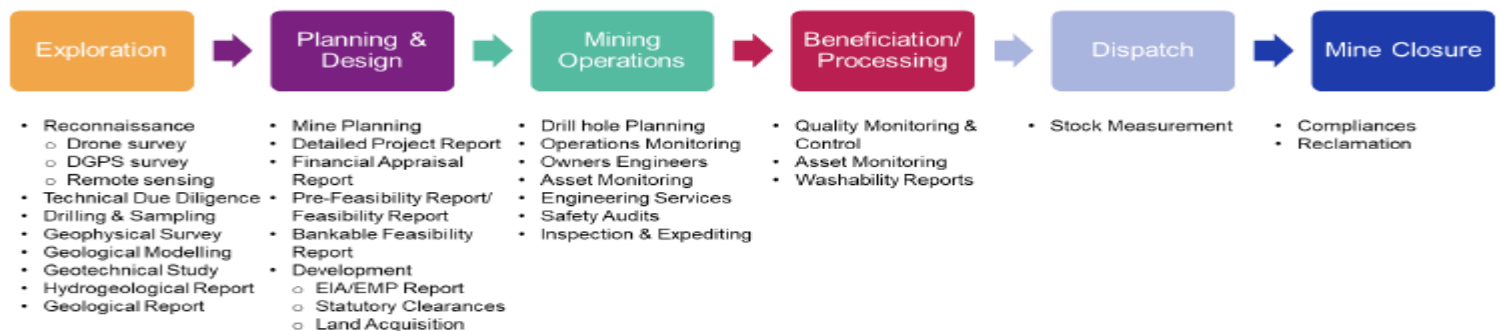 Exploration
Planning &
Design
Mining
Operations
Beneficiation/
Processing
Dispatch
Mine Closure
• Reconnaissance
o Drone survey
o DGPS survey
o Remote sensing
• Technical Due Diligence
• Drilling & Sampling
• Geophysical Survey
• Geological Modelling
• Geotechnical Study
• Hydrogeological Report
• Geological Report
• Mine Planning
• Detailed Project Report
• Financial Appraisal
Report
• Pre-Feasibility Report/
Feasibility Report
• Bankable Feasibility
Report
• Development
o EIA/EMP Report
o Statutory Clearances
o Land Acquisition
• Drill hole Planning
• Operations Monitoring
• Owners Engineers
• Asset Monitoring
• Engineering Services
• Safety Audits
• Inspection & Expediting
• Quality Monitoring &
Control
• Asset Monitoring
• Washability Reports
• Stock Measurement
• Compliances
• Reclamation